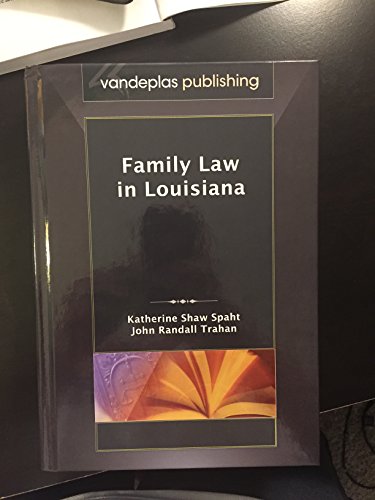 vandeplas publishing
Family Law
in Louisiana
Katherine Shaw Spaht
John Randall Trahan